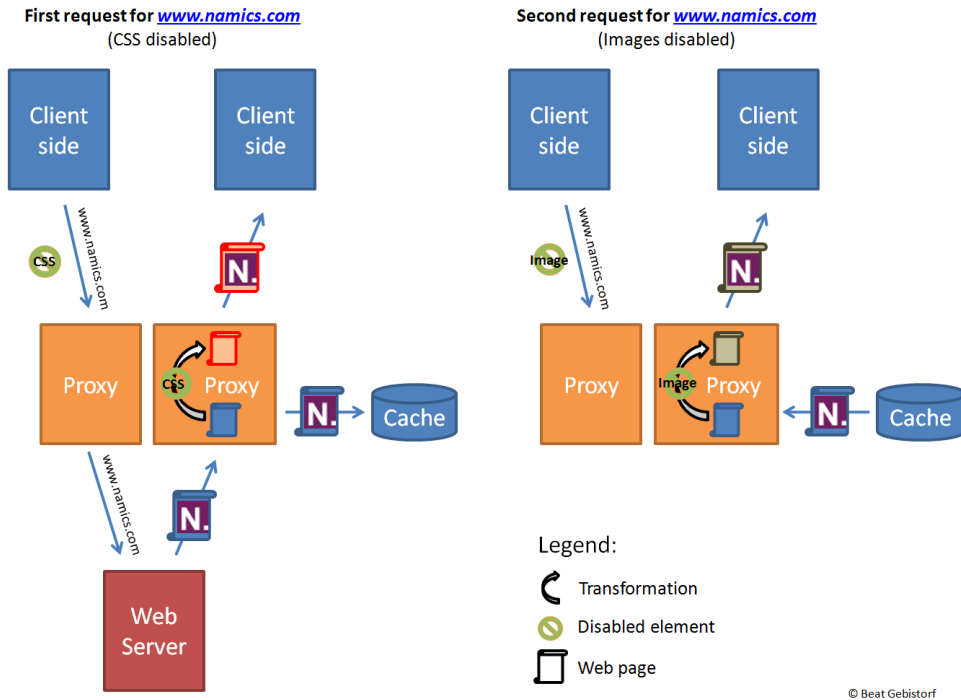 First request for www.namics.com
(CSS disabled)
Client
side
Client
side
www.namics.com
CSS
N.
Proxy
CSS
Proxy
N.
Cache
www.namics.com
N.
Web
Server
Second request for www.namics.com
(Images disabled)
Client
side
Client
side
www.namics.com
Image
N.
Proxy
Image
Proxy
N.
Cache
Legend:
Transformation
Disabled element
Web page
© Beat Gebistorf